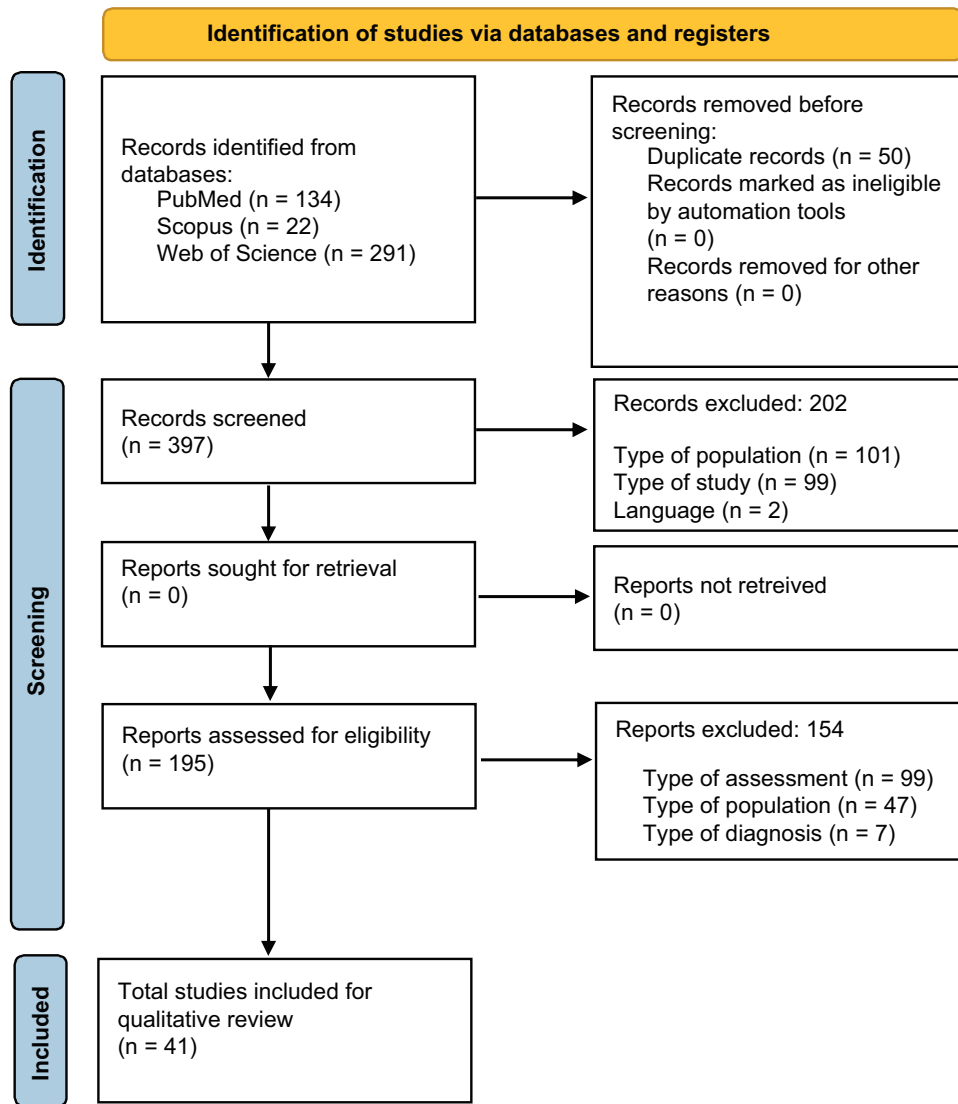 Identification of studies via databases and registers
Identification
Records identified from
databases:
PubMed (n = 134)
Scopus (n = 22)
Web of Science (n = 291)
Records removed before
screening:
Duplicate records (n = 50)
Records marked as ineligible
by automation tools
(n = 0)
Records removed for other
reasons (n = 0)
Screening
Records screened
(n = 397)
Records excluded: 202
Type of population (n = 101)
Type of study (n = 99)
Language (n = 2)
Reports sought for retrieval
(n = 0)
Reports not retreived
(n = 0)
Reports assessed for eligibility
(n = 195)
Reports excluded: 154
Type of assessment (n = 99)
Type of population (n = 47)
Type of diagnosis (n = 7)
Included
Total studies included for
qualitative review
(n = 41)